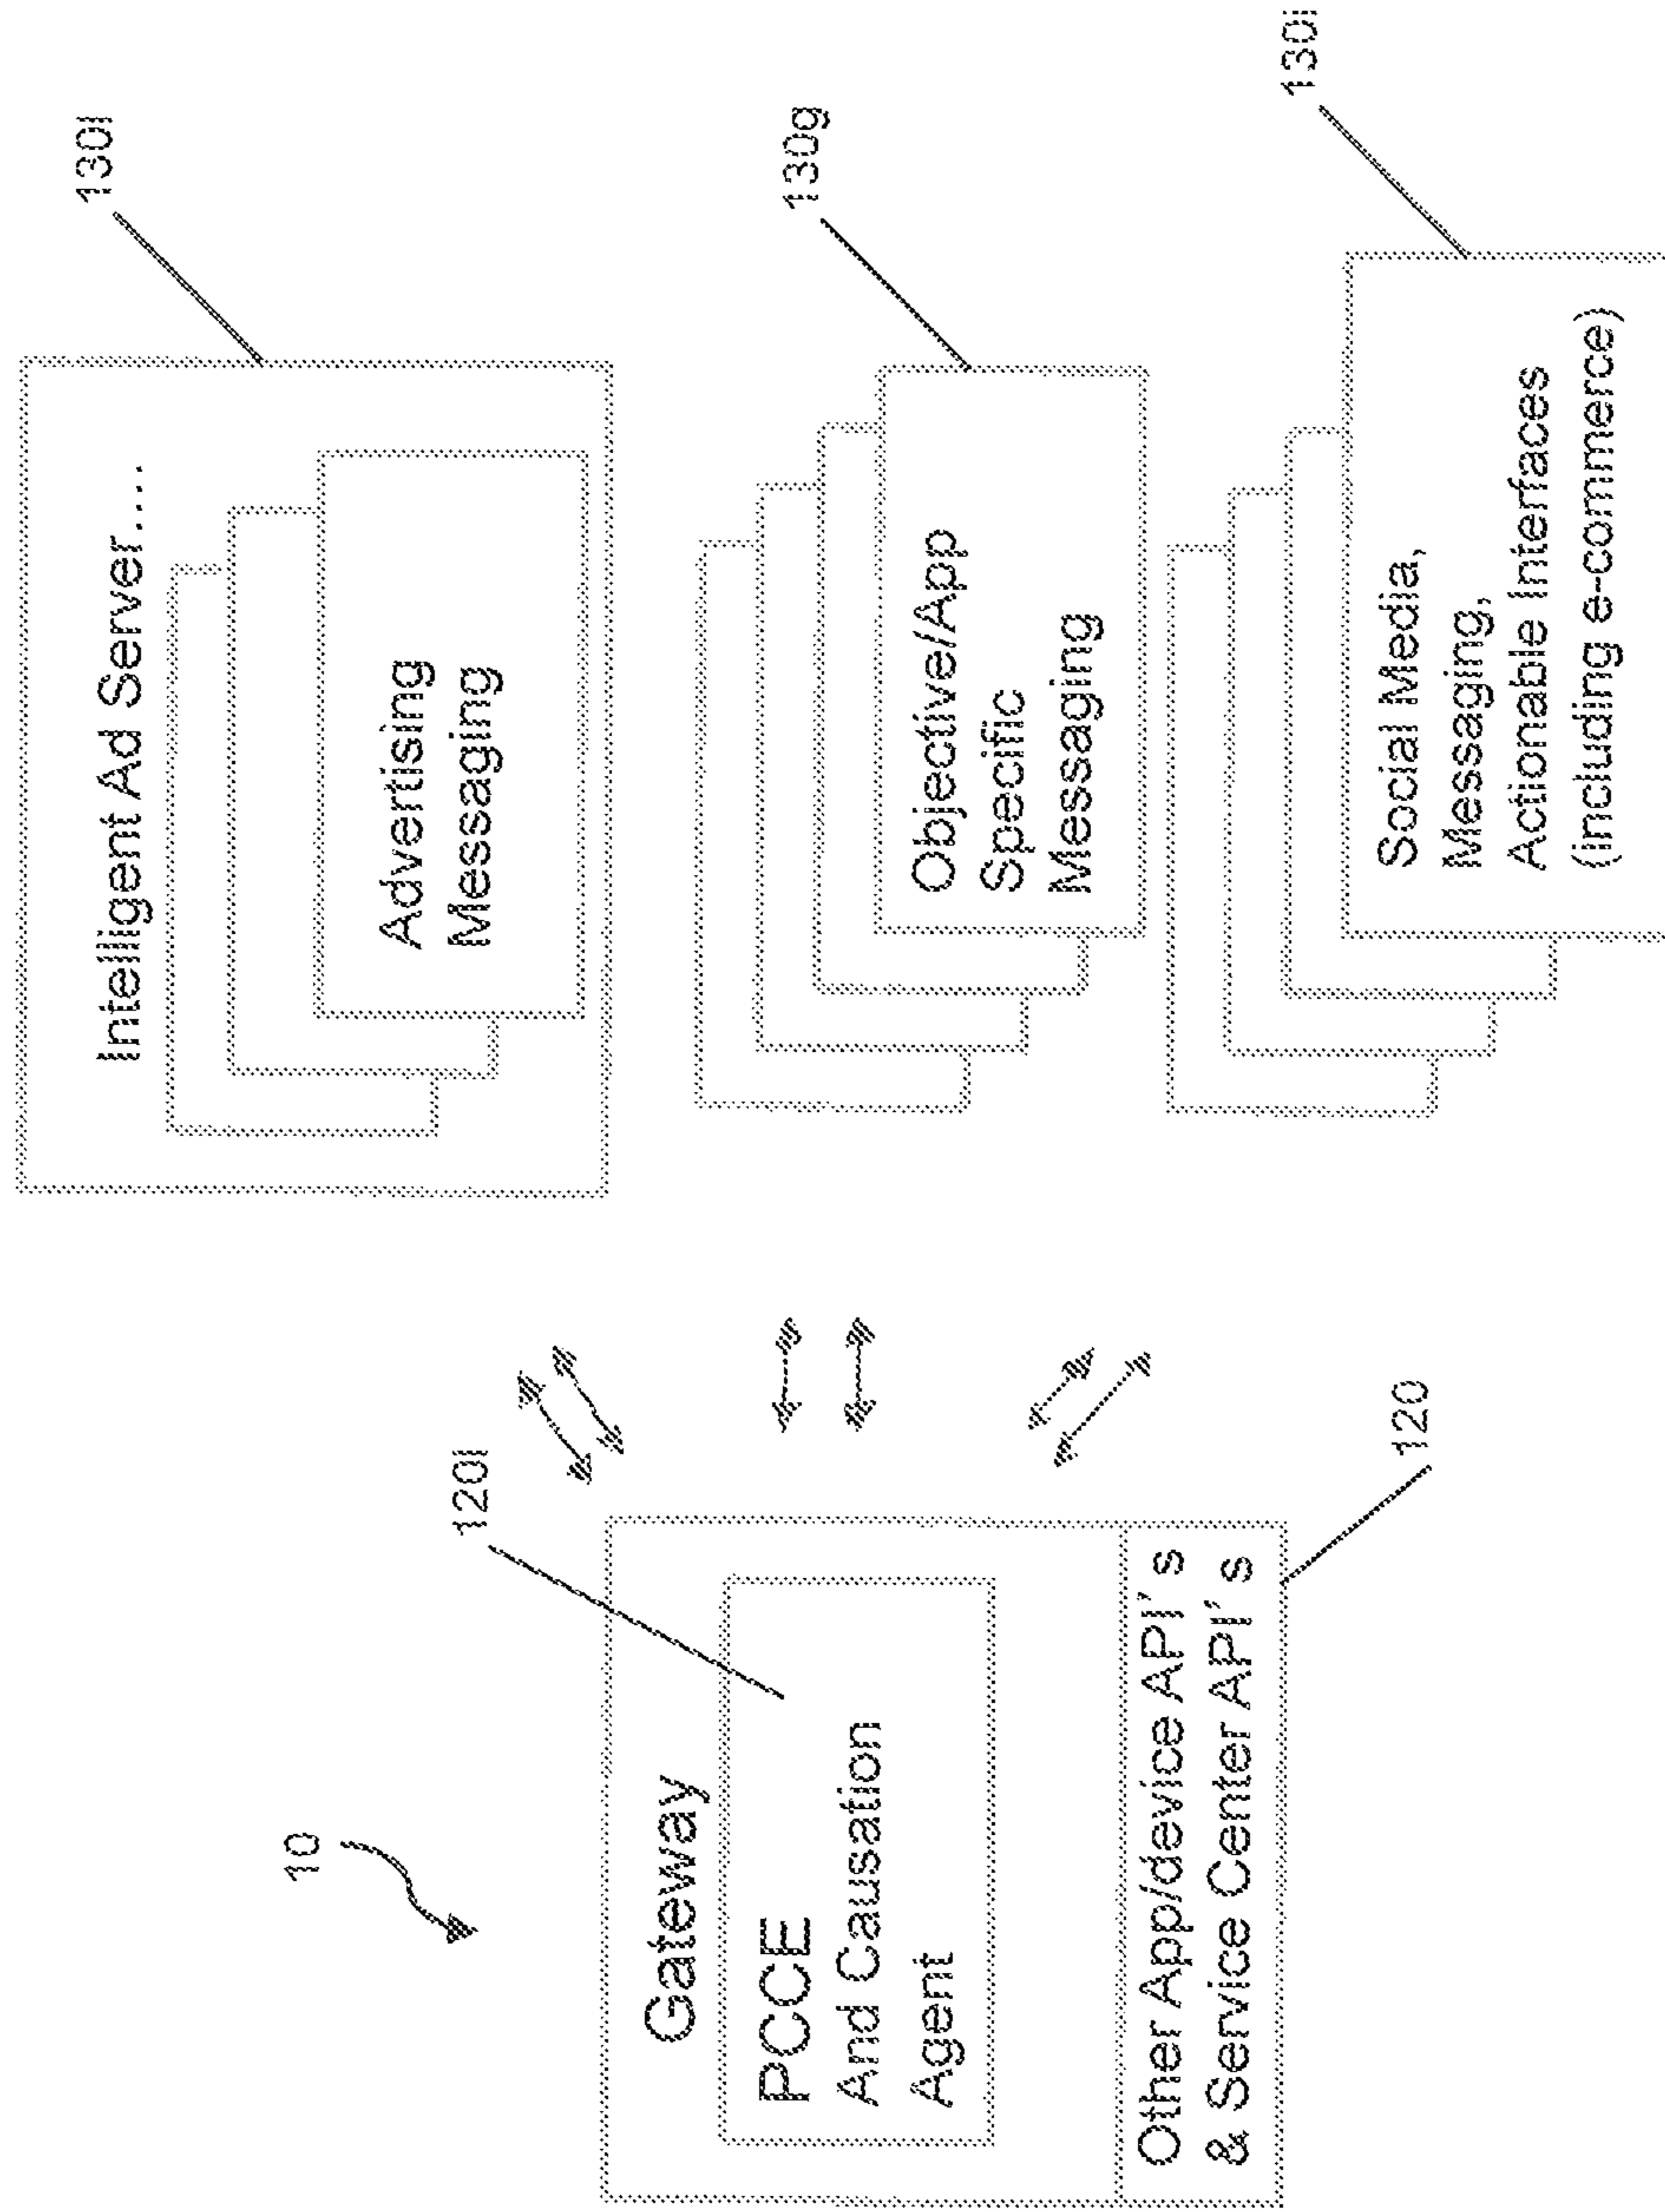 10
Gateway
PCCE
And Causation
Agent
Other App/device API's
& Service Center API's
120l
120
Intelligent Ad Server....
Advertising
Messaging
130l
Objective/App
Specific
Messaging
130g
Social Media,
Messaging,
Actionable Interfaces
(including e-commerce)
130i